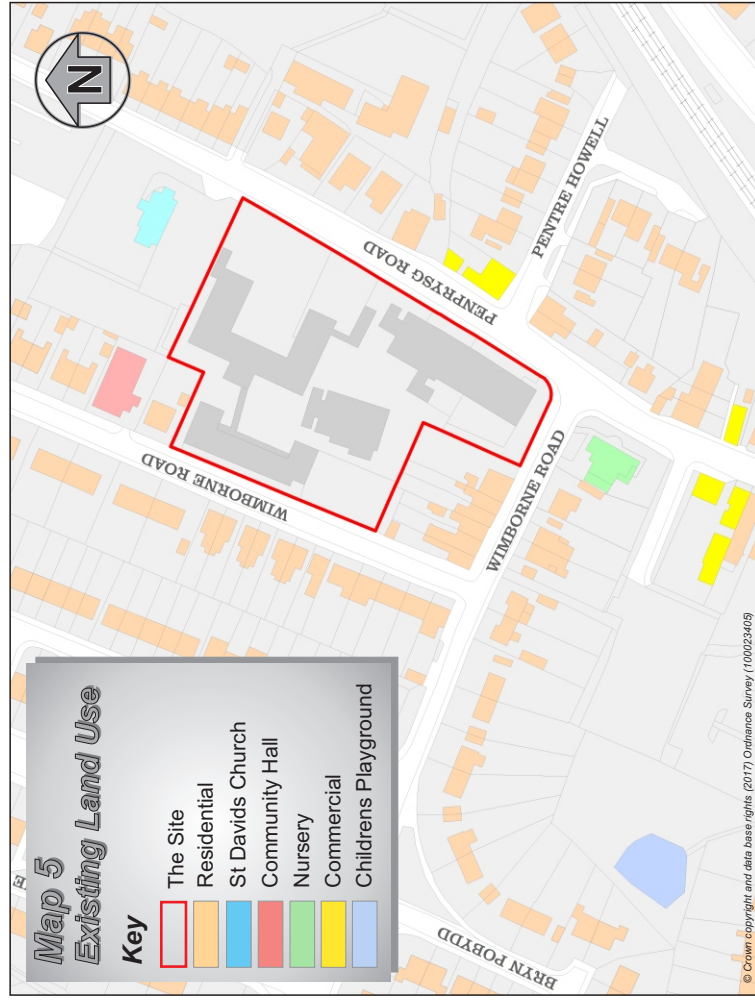 Map 5
Existing Land Use
Key
The Site
Residential
St Davids Church
Community Hall
Nursery
Commercial
Childrens Playground
N
WIMBORNE ROAD
PENPRYSG ROAD
PENTRE HOWELL
WIMBORNE ROAD
BRYN POBYDD
© Crown copyright and data base rights (2017) Ordnance Survey (100023405)